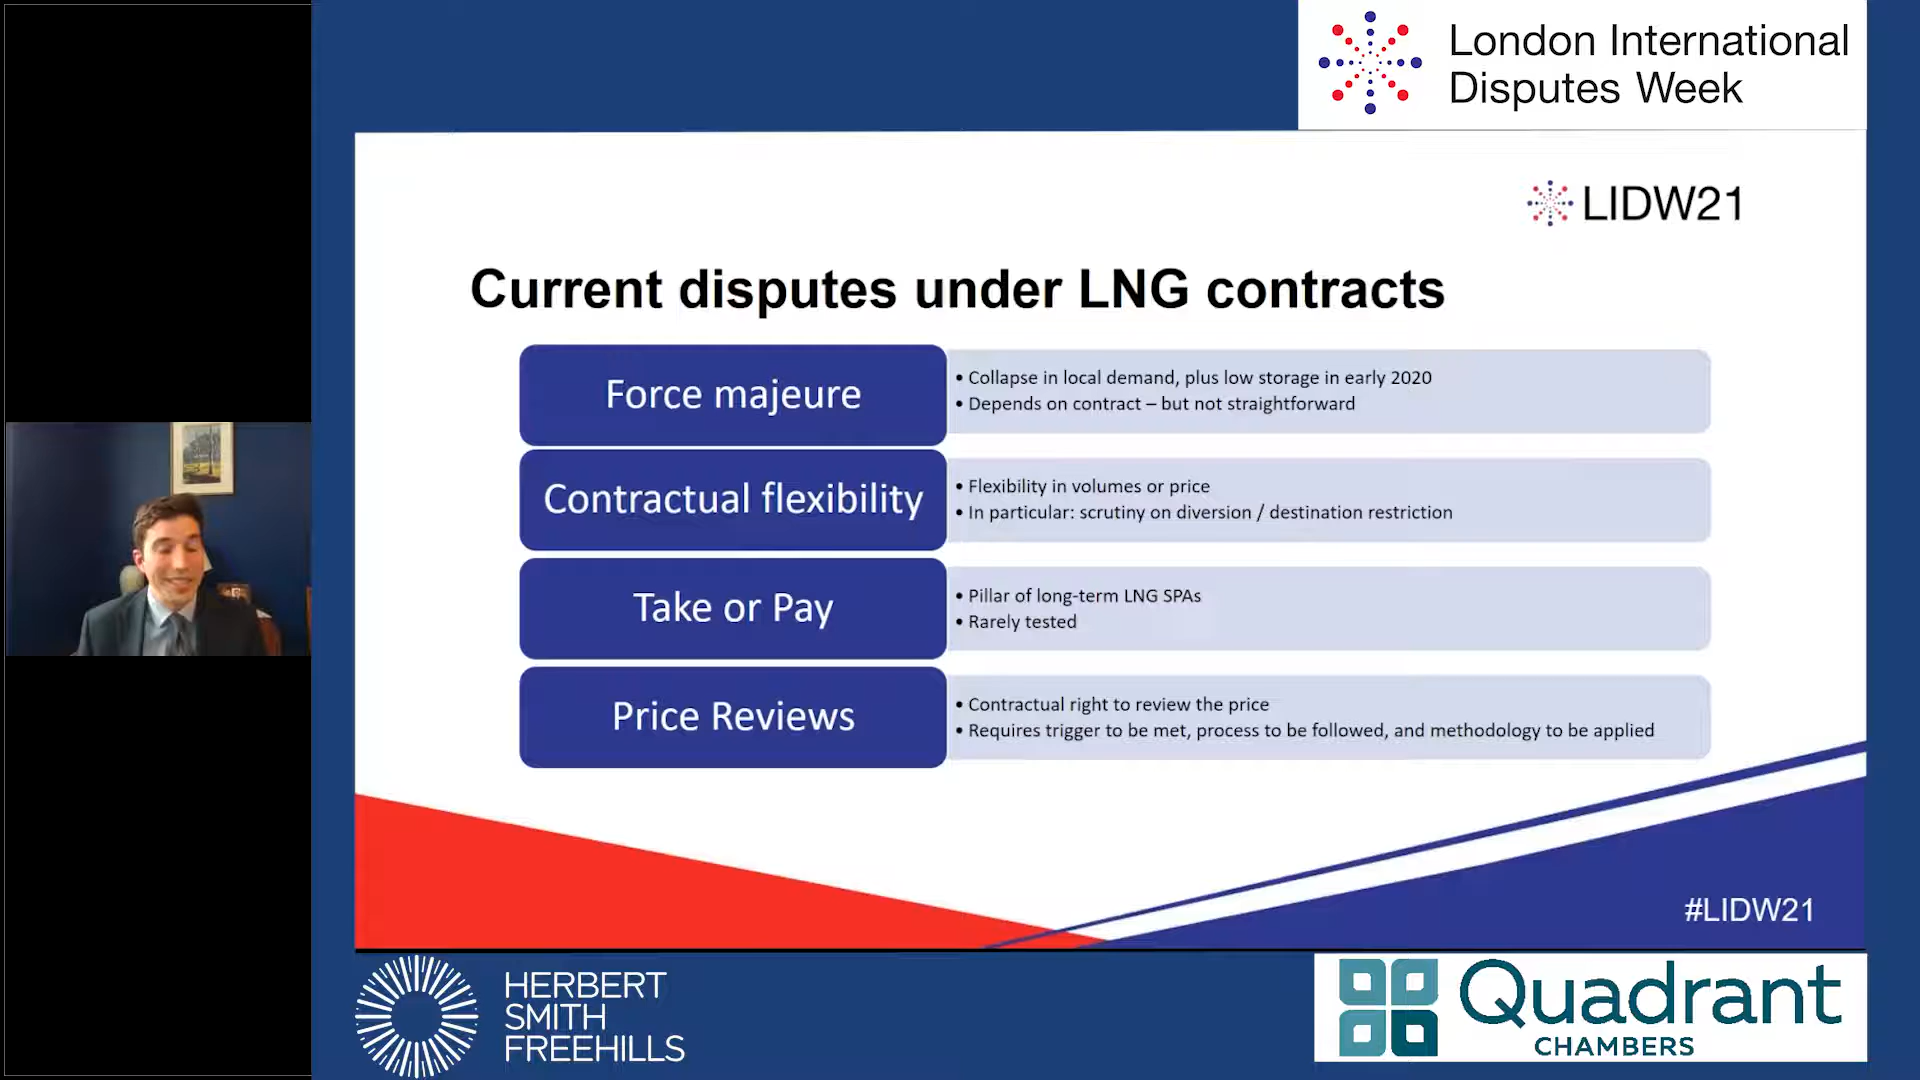 London International
Disputes Week
LIDW21
Current disputes under LNG contracts
Force majeure
• Collapse in local demand, plus low storage in early 2020
• Depends on contract – but not straightforward
Contractual flexibility
• Flexibility in volumes or price
• In particular: scrutiny on diversion / destination restriction
Take or Pay
• Pillar of long-term LNG SPAs
• Rarely tested
Price Reviews
• Contractual right to review the price
• Requires trigger to be met, process to be followed, and methodology to be applied
#LIDW21
HERBERT
SMITH
FREEHILLS
Quadrant
CHAMBERS